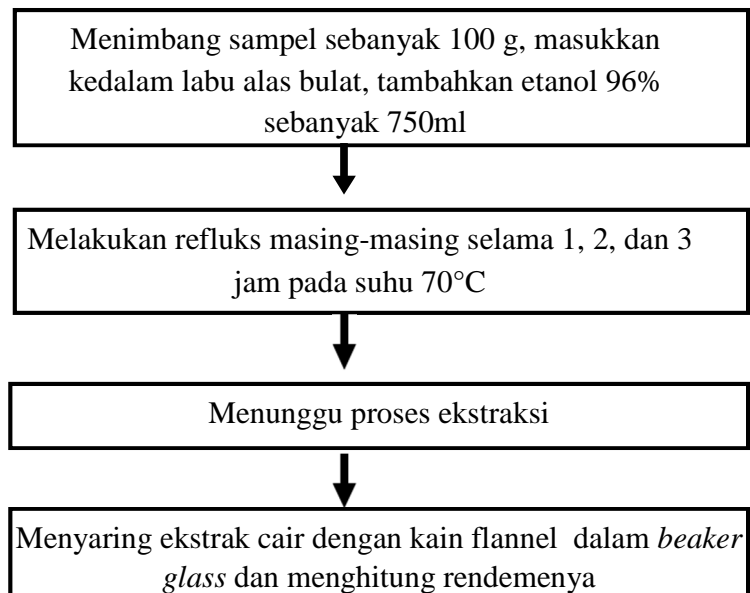 Menimbang sampel sebanyak 100 g, masukkan
kedalam labu alas bulat, tambahkan etanol 96%
sebanyak 750ml
Melakukan refluks masing-masing selama 1, 2, dan 3
jam pada suhu 70°C
Menunggu proses ekstraksi
Menyaring ekstrak cair dengan kain flannel dalam beaker
glass dan menghitung rendemenya